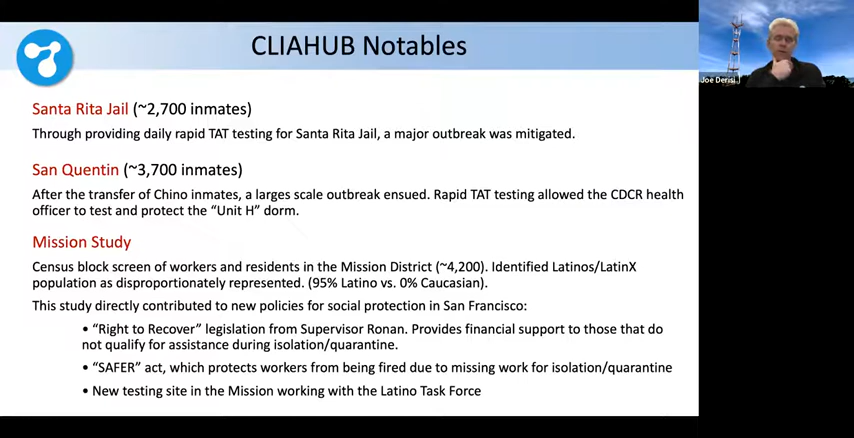 CLIAHUB Notables
Joe Derisi
Santa Rita Jail (~2,700 inmates)
Through providing daily rapid TAT testing for Santa Rita Jail, a major outbreak was mitigated.
San Quentin (~3,700 inmates)
After the transfer of Chino inmates, a larges scale outbreak ensued. Rapid TAT testing allowed the CDCR health
officer to test and protect the “Unit H” dorm.
Mission Study
Census block screen of workers and residents in the Mission District (~4,200). Identified Latinos/LatinX
population as disproportionately represented. (95% Latino vs. 0% Caucasian).
This study directly contributed to new policies for social protection in San Francisco:
• “Right to Recover” legislation from Supervisor Ronan. Provides financial support to those that do
not qualify for assistance during isolation/quarantine.
• “SAFER” act, which protects workers from being fired due to missing work for isolation/quarantine
• New testing site in the Mission working with the Latino Task Force